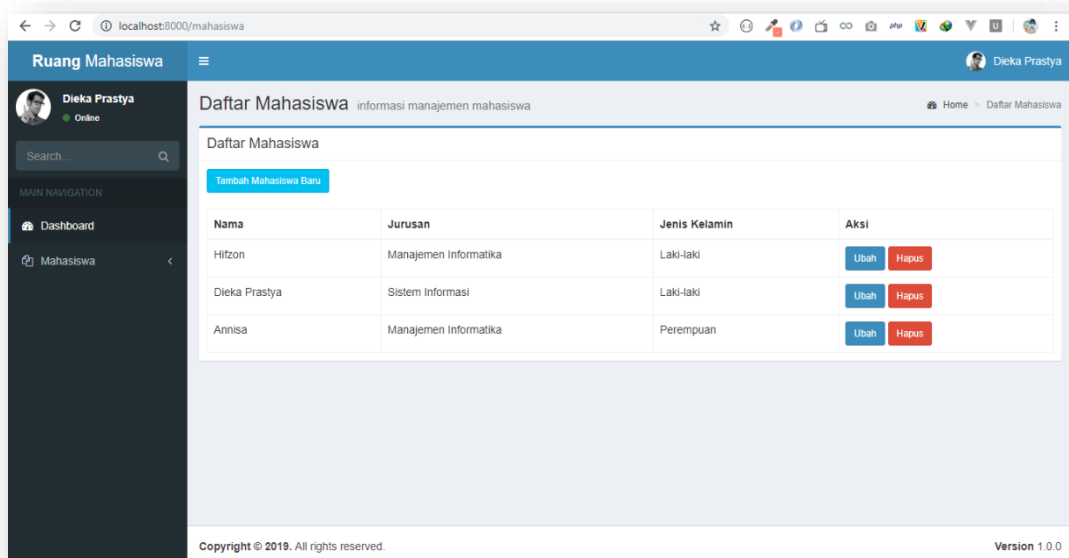 localhost:8000/mahasiswa
Ruang Mahasiswa
Dieka Prastya
Dieka Prastya
Online
Search...
MAIN NAVIGATION
Dashboard
Mahasiswa
Daftar Mahasiswa informasi manajemen mahasiswa
Home > Daftar Mahasiswa
Daftar Mahasiswa
Tambah Mahasiswa Baru
Nama Jurusan Jenis Kelamin Aksi
Hifzon Manajemen Informatika Laki-laki Ubah Hapus
Dieka Prastya Sistem Informasi Laki-laki Ubah Hapus
Annisa Manajemen Informatika Perempuan Ubah Hapus
Copyright © 2019. All rights reserved.
Version 1.0.0